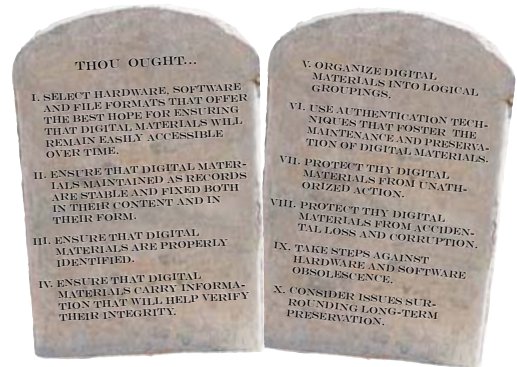 THOU OUGHT...
I. SELECT HARDWARE, SOFTWARE
AND FILE FORMATS THAT OFFER
THE BEST HOPE FOR ENSURING
THAT DIGITAL MATERIALS WILL
REMAIN EASILY ACCESSIBLE
OVER TIME.
II. ENSURE THAT DIGITAL MATER-
IALS MAINTAINED AS RECORDS
ARE STABLE AND FIXED BOTH
IN THEIR CONTENT AND IN
THEIR FORM.
III. ENSURE THAT DIGITAL
MATERIALS ARE PROPERLY
IDENTIFIED.
IV. ENSURE THAT DIGITAL
MATERIALS CARRY INFORMA-
TION THAT WILL HELP VERIFY
THEIR INTEGRITY.
V. ORGANIZE DIGITAL
MATERIALS INTO LOGICAL
GROUPINGS.
VI. USE AUTHENTICATION TECH-
NIQUES THAT FOSTER THE
MAINTENANCE AND PRESERVA-
TION OF DIGITAL MATERIALS.
VII. PROTECT THY DIGITAL
MATERIALS FROM UNATH-
ORIZED ACTION.
VIII. PROTECT THY DIGITAL
MATERIALS FROM ACCIDEN-
TAL LOSS AND CORRUPTION.
IX. TAKE STEPS AGAINST
HARDWARE AND SOFTWARE
OBSOLESCENCE.
X. CONSIDER ISSUES SUR-
ROUNDING LONG-TERM
PRESERVATION.